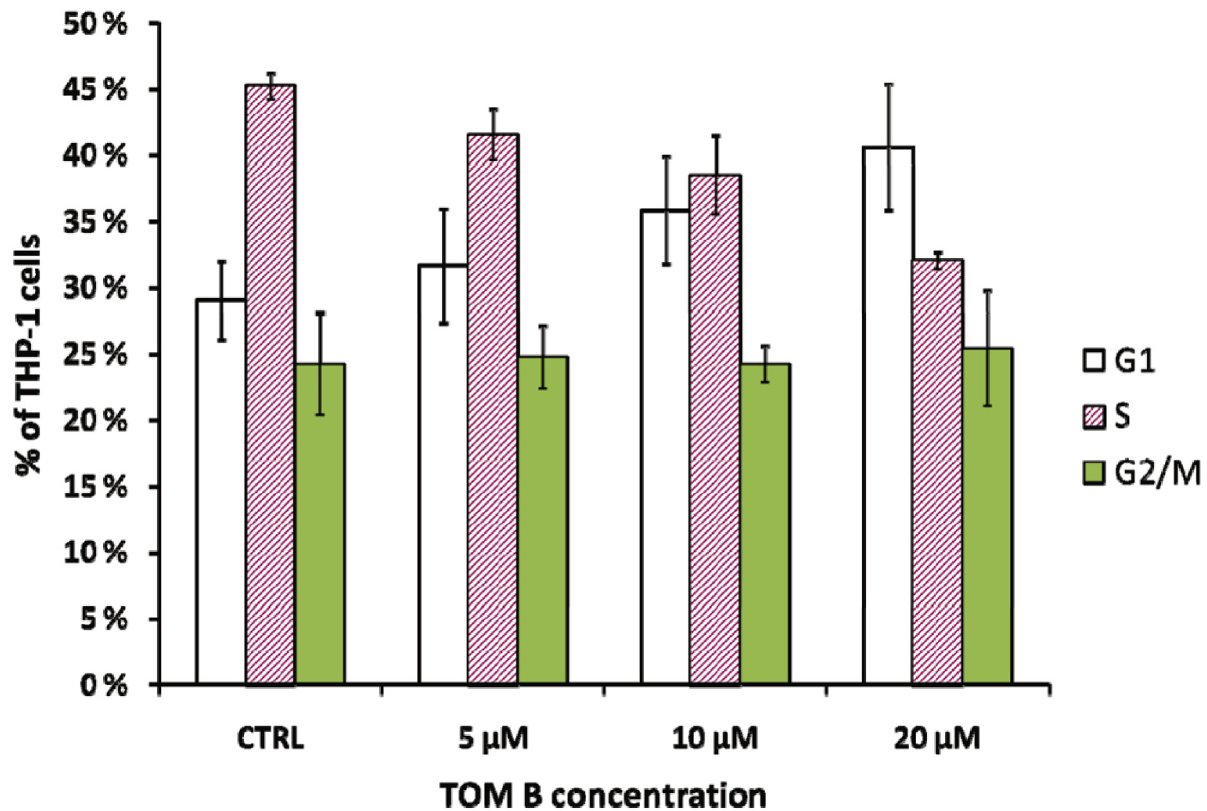 50 %
45 %
40 %
35 %
30 %
25 %
20 %
15 %
10 %
5 %
0 %
% of THP-1 cells
CTRL 5 µM 10 µM 20 µM
TOM B concentration
G1
S
G2/M